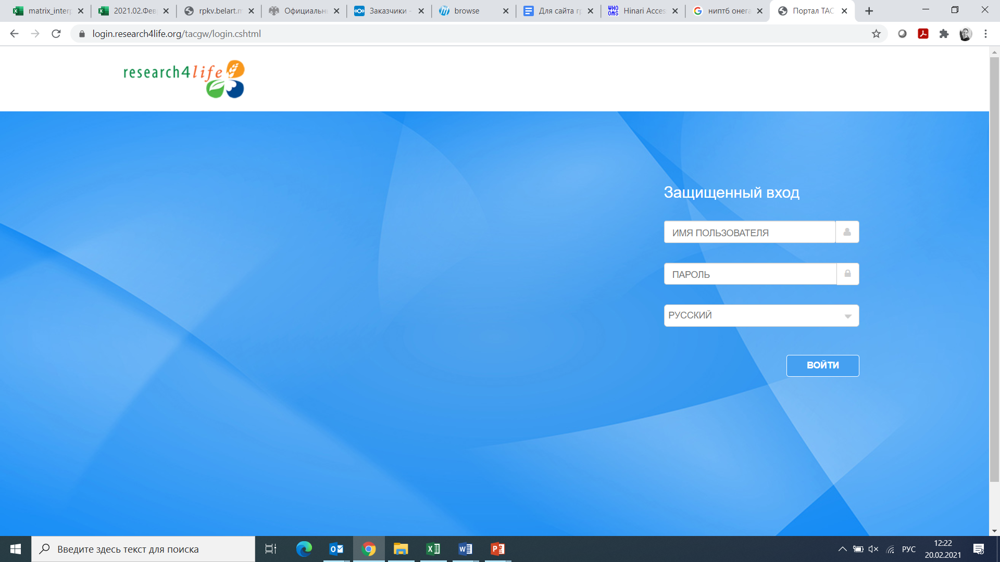 matrix_interp
2021.02.Фев
rpkv.belart.m
Официальн
Заказчики -
browse
Для сайта гр
WHO OMS
Hinari Acces
ниптб онега
Портал ТАС
login.research4life.org/tacgw/login.cshtml
research4life
Защищенный вход
ИМЯ ПОЛЬЗОВАТЕЛЯ
ПАРОЛЬ
РУССКИЙ
ВОЙТИ
Введите здесь текст для поиска
РУС
12:22
20.02.2021